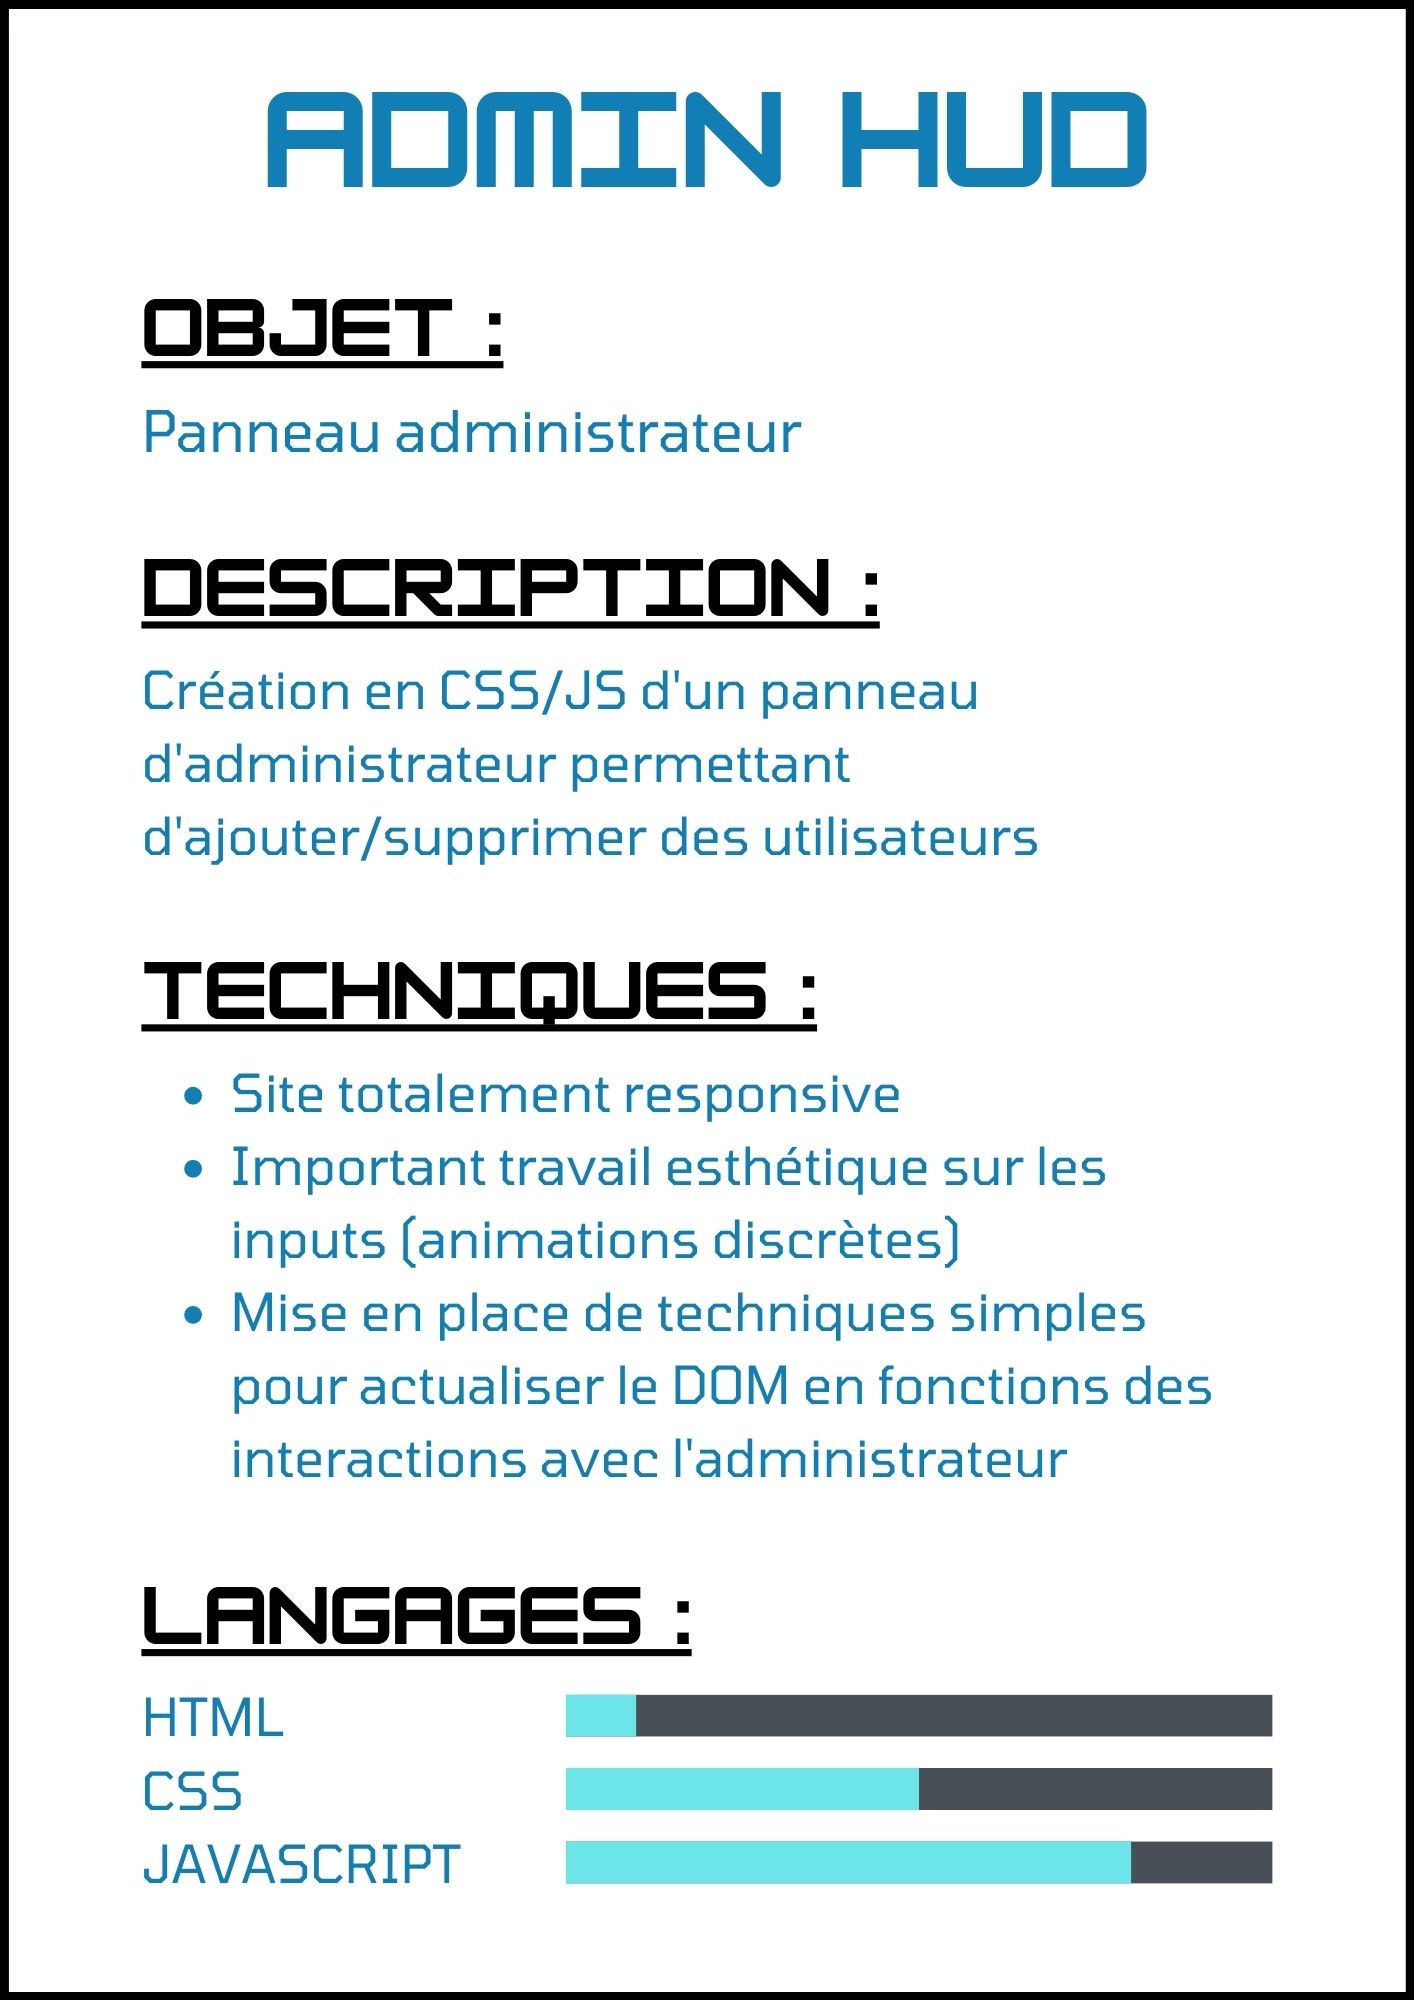 ADMIN HUD
OBJET :
Panneau administrateur
DESCRIPTION :
Création en CSS/JS d'un panneau
d'administrateur permettant
d'ajouter/supprimer des utilisateurs
TECHNIQUES :
• Site totalement responsive
• Important travail esthétique sur les
inputs (animations discrètes)
• Mise en place de techniques simples
pour actualiser le DOM en fonctions des
interactions avec l'administrateur
LANGAGES :
HTML
CSS
JAVASCRIPT